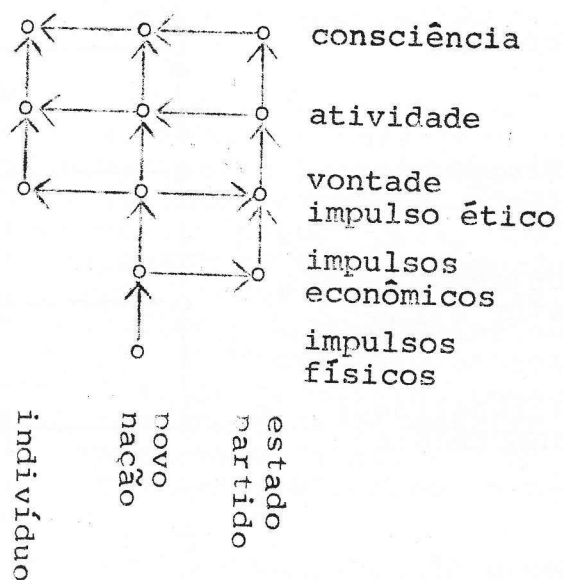 consciência
atividade
vontade
impulso ético
impulsos
econômicos
impulsos
físicos
indivíduo
povo
nação
estado
partido